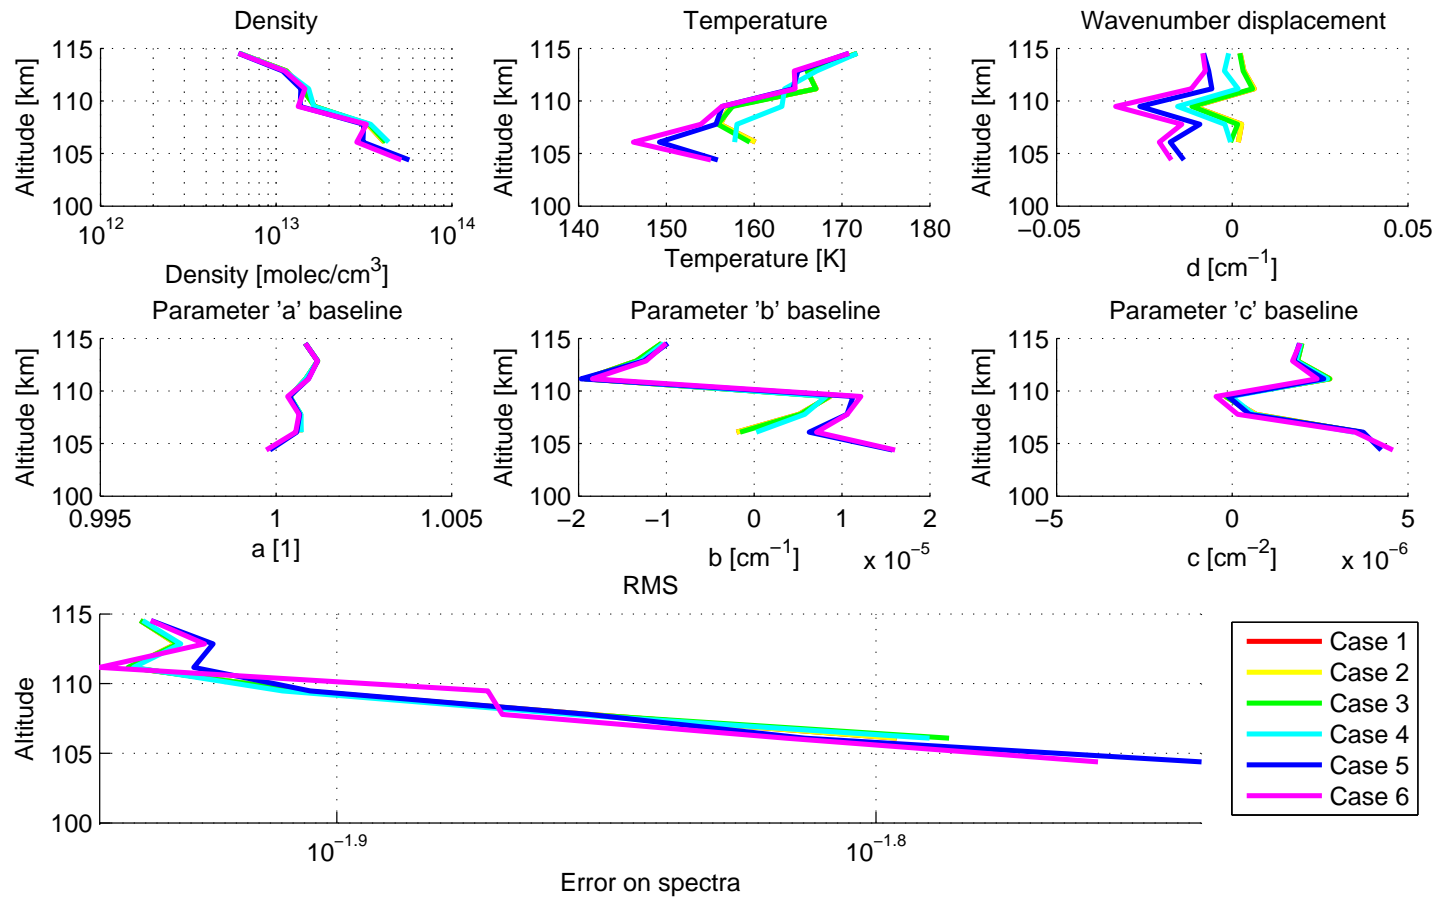 Density
Altitude [km]
115
110
105
100
10^12
10^13
10^14
Density [molec/cm^3]
Temperature
Altitude [km]
115
110
105
100
140
150
160
170
180
Temperature [K]
Wavenumber displacement
Altitude [km]
115
110
105
100
−0.05
0
0.05
d [cm^−1]
Parameter 'a' baseline
Altitude [km]
115
110
105
100
0.995
1
1.005
a [1]
Parameter 'b' baseline
Altitude [km]
115
110
105
100
−2
−1
0
1
2
x 10^−5
b [cm^−1]
Parameter 'c' baseline
Altitude [km]
115
110
105
100
−5
0
5
x 10^−6
c [cm^−2]
RMS
Altitude
115
110
105
100
10^−1.9
10^−1.8
Error on spectra
Case 1
Case 2
Case 3
Case 4
Case 5
Case 6